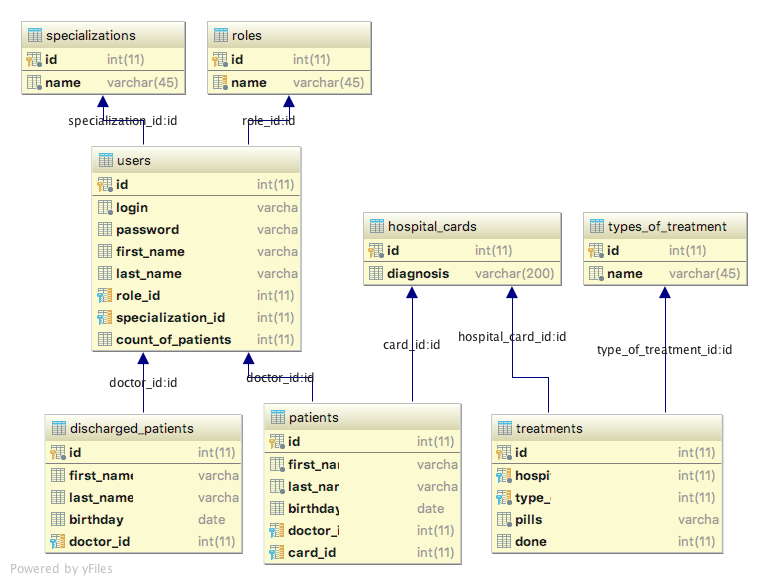 specializations
id int(11)
name varchar(45)
roles
id int(11)
name varchar(45)
specialization_id:id
role_id:id
users
id int(11)
login varcha
password varcha
first_name varcha
last_name varcha
role_id int(11)
specialization_id int(11)
count_of_patients int(11)
hospital_cards
id int(11)
diagnosis varchar(200)
types_of_treatment
id int(11)
name varchar(45)
doctor_id:id
doctor_id:id
card_id:id
hospital_card_id:id
type_of_treatment_id:id
discharged_patients
id int(11)
first_name varcha
last_name varcha
birthday date
doctor_id int(11)
patients
id int(11)
first_nar varcha
last_nar varcha
birthday date
doctor_i int(11)
card_id int(11)
treatments
id int(11)
hospi int(11)
type_ int(11)
pills varcha
done int(11)
Powered by yFiles